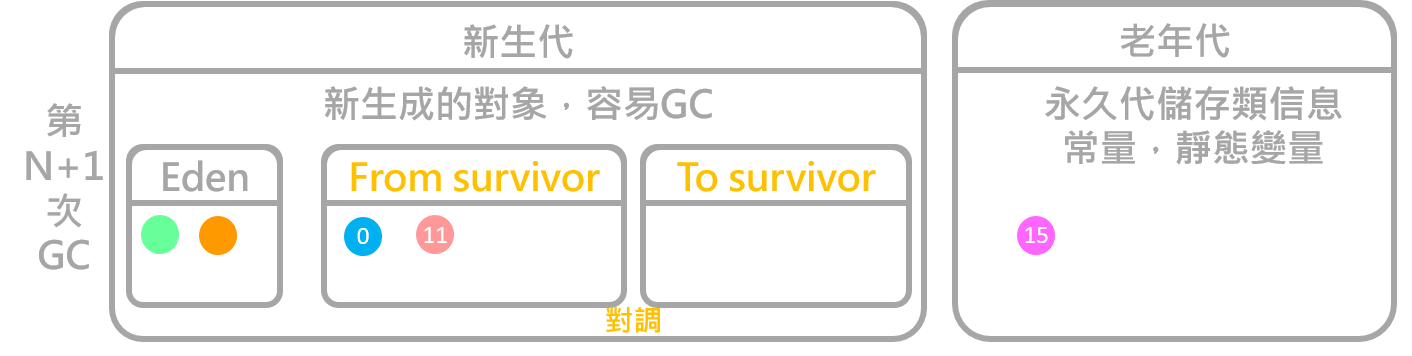 第
N+1
次
GC
新生代
新生成的對象，容易GC
Eden
From survivor
0
11
To survivor
對調
老年代
永久代儲存類信息
常量，靜態變量
15